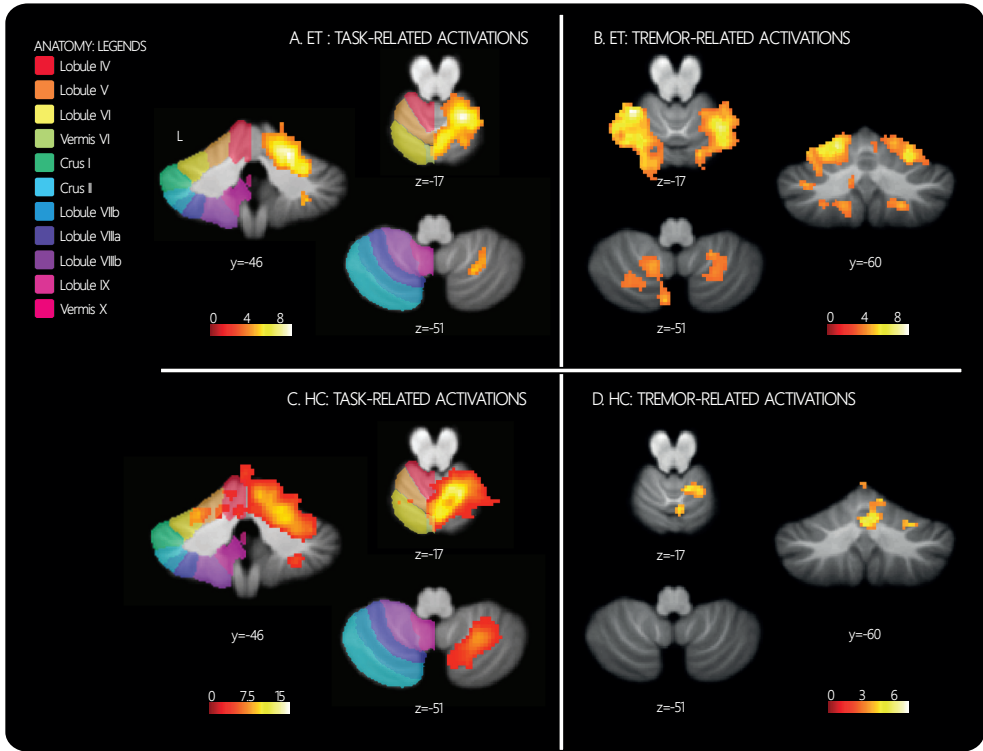 ANATOMY: LEGENDS
Lobule IV
Lobule V
Lobule VI
Vermis VI
Crus I
Crus II
Lobule VIIb
Lobule VIIIa
Lobule VIIIb
Lobule IX
Vermis X
A. ET : TASK-RELATED ACTIVATIONS
L
z=-17
y=-46
z=-51
0 4 8
B. ET: TREMOR-RELATED ACTIVATIONS
z=-17
y=-60
z=-51
0 4 8
C. HC: TASK-RELATED ACTIVATIONS
z=-17
y=-46
z=-51
0 7.5 15
D. HC: TREMOR-RELATED ACTIVATIONS
z=-17
y=-60
z=-51
0 3 6